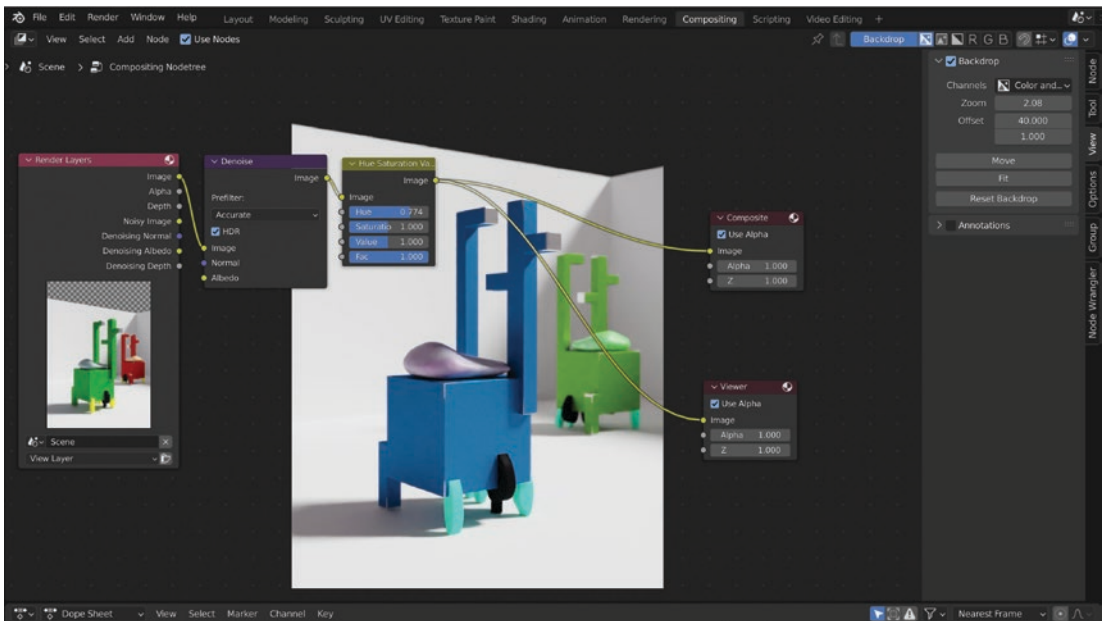 File Edit Render Window Help Layout Modeling Sculpting UV Editing Texture Paint Shading Animation Rendering Compositing Scripting Video Editing +
View Select Add Node Use Nodes Backdrop R G B
Scene > Compositing Nodetree
Backdrop
Channels Color and...
Zoom 2.08
Offset 40.000
1.000
Move
Fit
Reset Backdrop
Annotations
Node
Tool
View
Options
Group
Node Wrangler
Render Layers
Image
Alpha
Depth
Noisy Image
Denoising Normal
Denoising Albedo
Denoising Depth
Scene
View Layer
Denoise
Image
Prefilter:
Accurate
HDR
Image
Normal
Albedo
Hue Saturation Va...
Image
Image
Hue 0.774
Saturatio 1.000
Value 1.000
Fac 1.000
Composite
Use Alpha
Image
Alpha 1.000
Z 1.000
Viewer
Use Alpha
Image
Alpha 1.000
Z 1.000
Dope Sheet View Select Marker Channel Key Nearest Frame